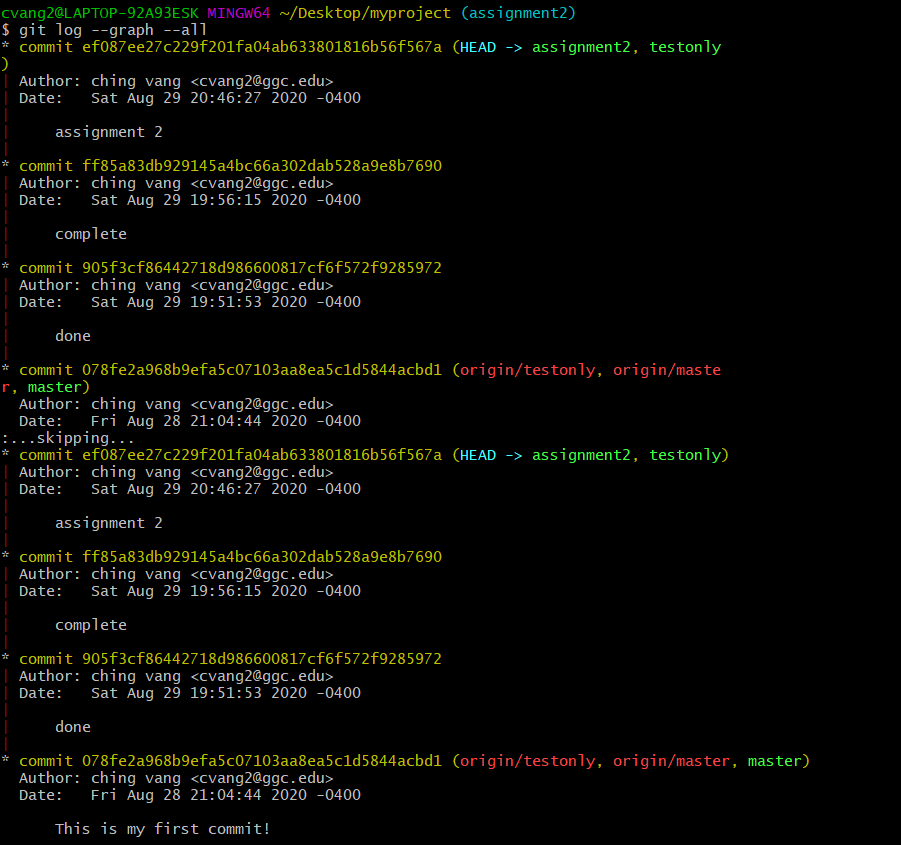 cvang2@LAPTOP-92A93ESK MINGW64 ~/Desktop/myproject (assignment2)
$ git log --graph --all
* commit ef087ee27c229f201fa04ab633801816b56f567a (HEAD -> assignment2, testonly
)
| Author: ching vang <cvang2@ggc.edu>
| Date:   Sat Aug 29 20:46:27 2020 -0400
|
|     assignment 2
|
* commit ff85a83db929145a4bc66a302dab528a9e8b7690
| Author: ching vang <cvang2@ggc.edu>
| Date:   Sat Aug 29 19:56:15 2020 -0400
|
|     complete
|
* commit 905f3cf86442718d986600817cf6f572f9285972
| Author: ching vang <cvang2@ggc.edu>
| Date:   Sat Aug 29 19:51:53 2020 -0400
|
|     done
|
* commit 078fe2a968b9efa5c07103aa8ea5c1d5844acbd1 (origin/testonly, origin/maste
r, master)
  Author: ching vang <cvang2@ggc.edu>
  Date:   Fri Aug 28 21:04:44 2020 -0400
:...skipping...
* commit ef087ee27c229f201fa04ab633801816b56f567a (HEAD -> assignment2, testonly)
| Author: ching vang <cvang2@ggc.edu>
| Date:   Sat Aug 29 20:46:27 2020 -0400
|
|     assignment 2
|
* commit ff85a83db929145a4bc66a302dab528a9e8b7690
| Author: ching vang <cvang2@ggc.edu>
| Date:   Sat Aug 29 19:56:15 2020 -0400
|
|     complete
|
* commit 905f3cf86442718d986600817cf6f572f9285972
| Author: ching vang <cvang2@ggc.edu>
| Date:   Sat Aug 29 19:51:53 2020 -0400
|
|     done
|
* commit 078fe2a968b9efa5c07103aa8ea5c1d5844acbd1 (origin/testonly, origin/master, master)
  Author: ching vang <cvang2@ggc.edu>
  Date:   Fri Aug 28 21:04:44 2020 -0400

      This is my first commit!